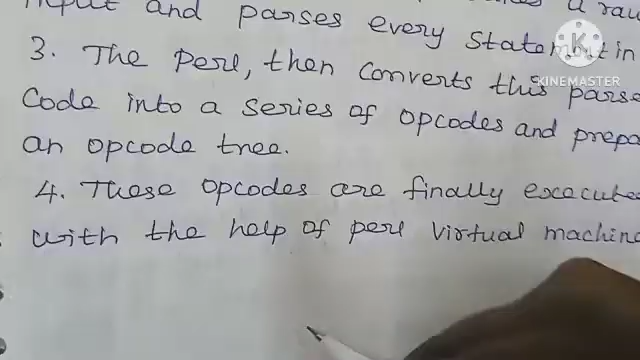 input and parses every statement in
3. The perl, then converts this parse
Code into a series of opcodes and prepa
an opcode tree.
4. These opcodes are finally execute
with the help of perl virtual machine
KINEMASTER